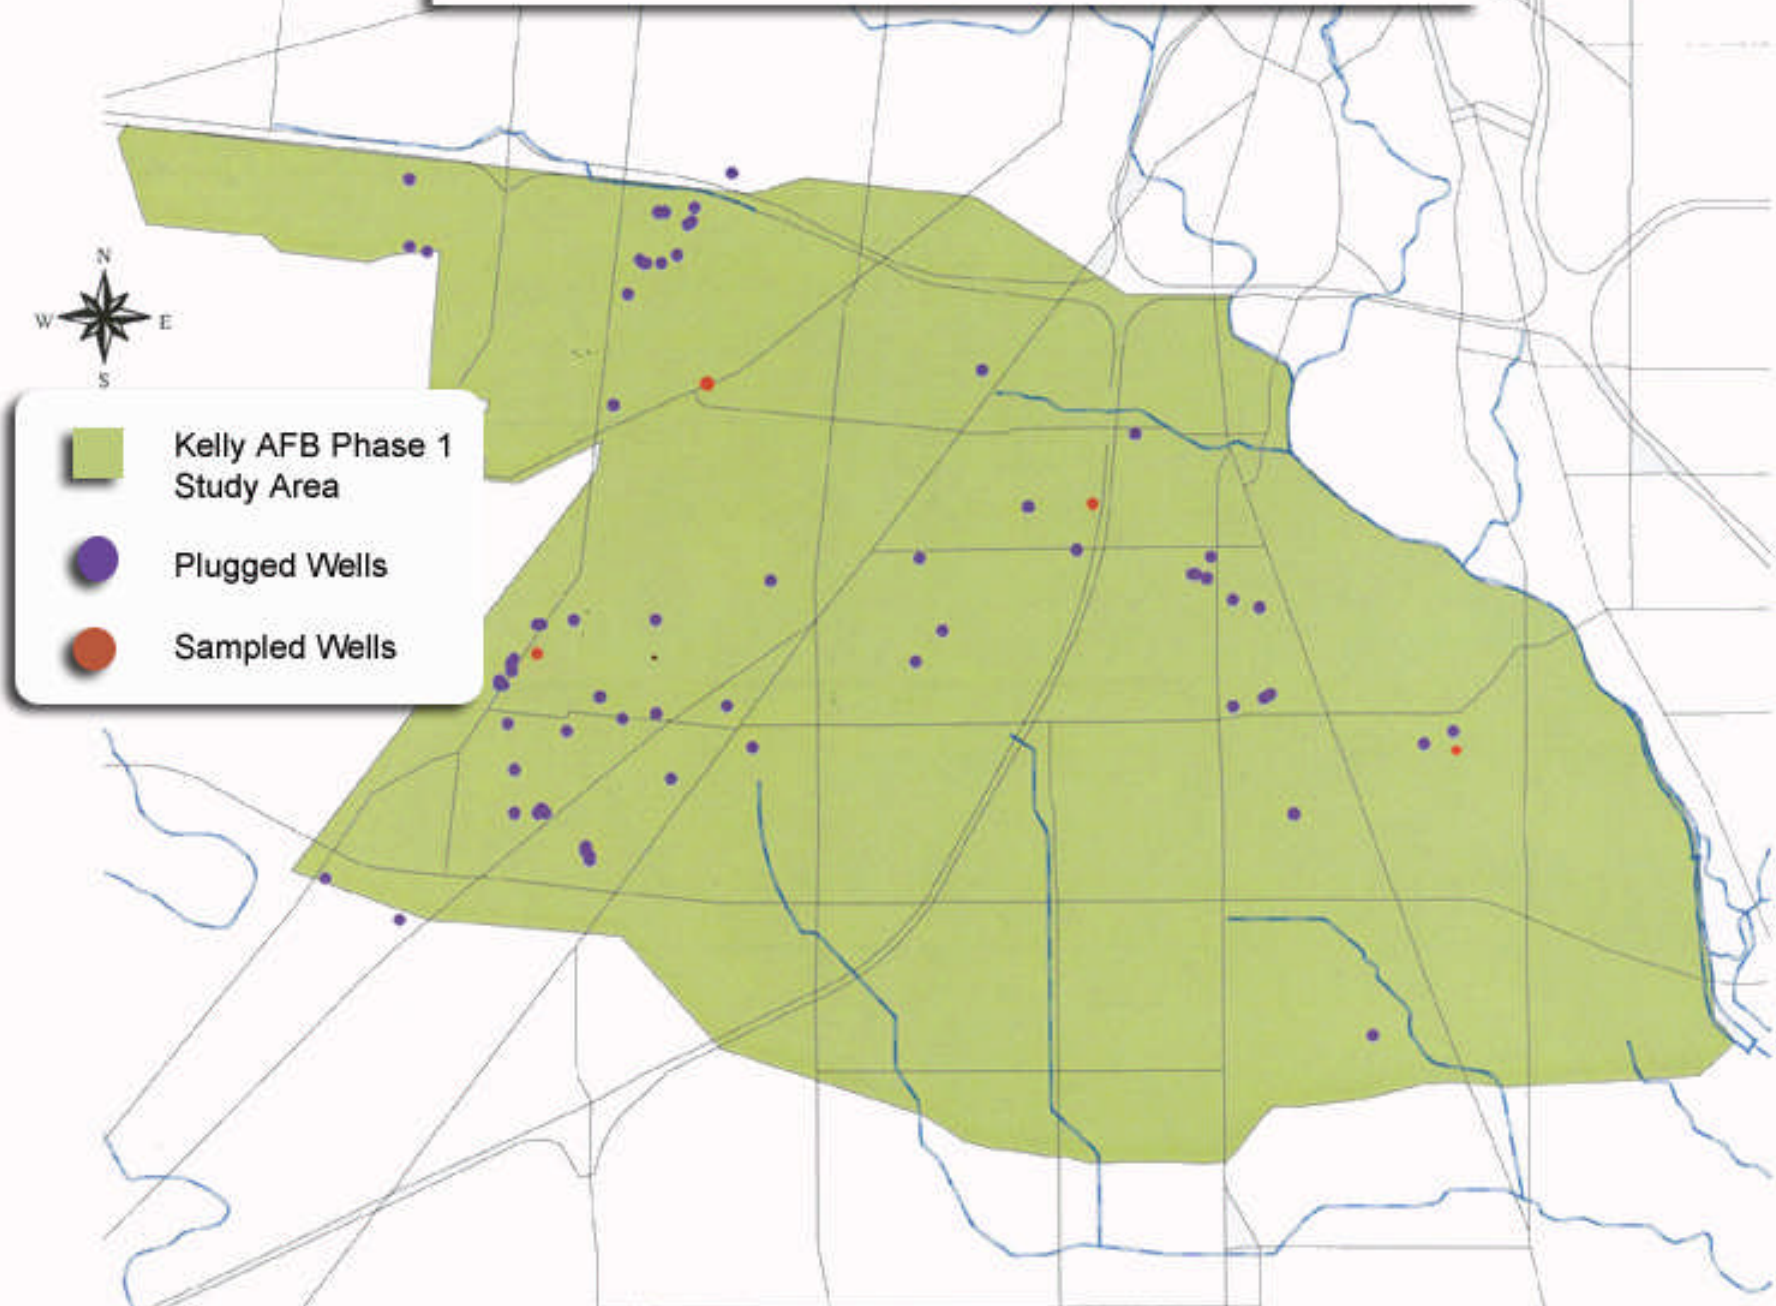 N
W E
S
Kelly AFB Phase 1
Study Area
Plugged Wells
Sampled Wells